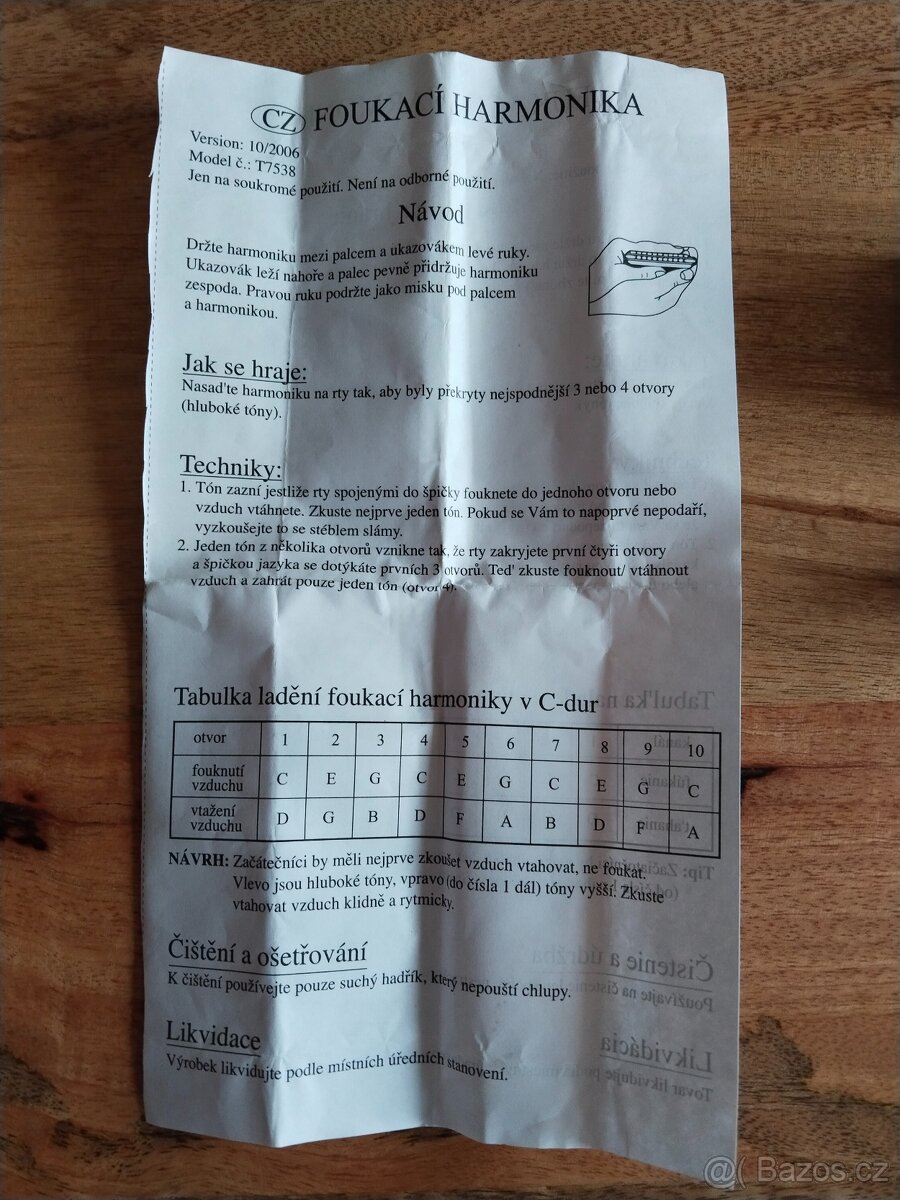 CZ FOUKACÍ HARMONIKA
Version: 10/2006
Model č.: T7538
Jen na soukromé použití. Není na odborné použití.
Návod
Držte harmoniku mezi palcem a ukazovákem levé ruky.
Ukazovák leží nahoře a palec pevně přidržuje harmoniku
zespoda. Pravou ruku podržte jako misku pod palcem
a harmonikou.
Jak se hraje:
Nasaďte harmoniku na rty tak, aby byly překryty nejspodnější 3 nebo 4 otvory
(hluboké tóny).
Techniky:
1. Tón zazní jestliže rty spojenými do špičky fouknete do jednoho otvoru nebo
vzduch vtáhnete. Zkuste nejprve jeden tón. Pokud se Vám to napoprvé nepodaří,
vyzkoušejte to se stéblem slámy.
2. Jeden tón z několika otvorů vznikne tak, že rty zakryjete první čtyři otvory
a špičkou jazyka se dotýkáte prvních 3 otvorů. Teď zkuste fouknout/ vtáhnout
vzduch a zahrát pouze jeden tón (otvor 4).
Tabulka ladění foukací harmoniky v C-dur
otvor 1 2 3 4 5 6 7 8 9 10
fouknutí vzduchu C E G C E G C E G C
vtažení vzduchu D G B D F A B D F A
NÁVRH: Začátečníci by měli nejprve zkoušet vzduch vtahovat, ne foukat.
Vlevo jsou hluboké tóny, vpravo (do čísla 1 dál) tóny vyšší. Zkuste
vtahovat vzduch klidně a rytmicky.
Čištění a ošetřování
K čištění používejte pouze suchý hadřík, který nepouští chlupy.
Likvidace
Výrobek likvidujte podle místních úředních stanovení.
@( Bazos.cz